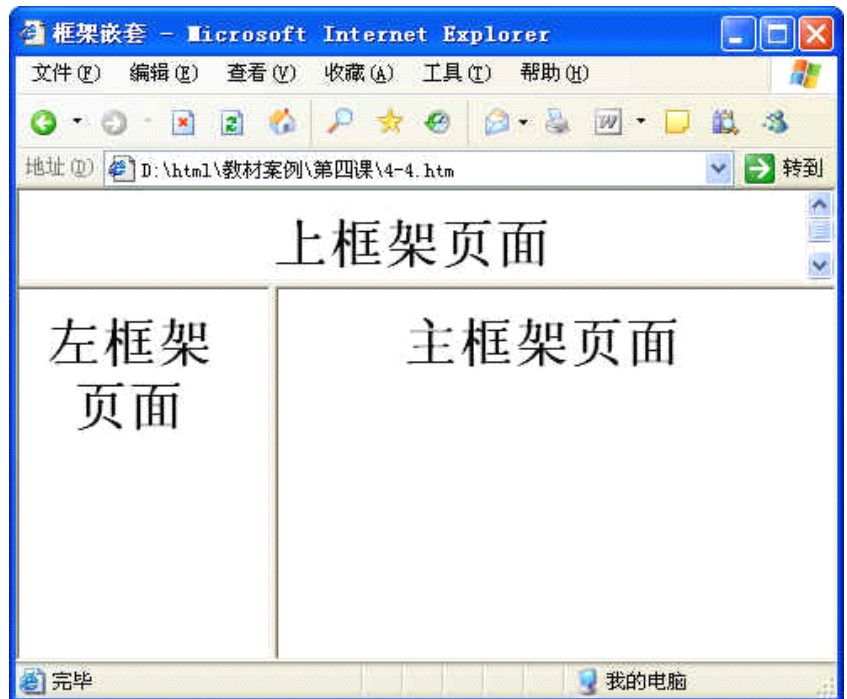 框架嵌套 - Microsoft Internet Explorer
文件(F) 编辑(E) 查看(V) 收藏(A) 工具(T) 帮助(H)
地址(D) D:\html\教材案例\第四课\4-4.htm 转到
上框架页面
左框架
页面
主框架页面
完毕 我的电脑